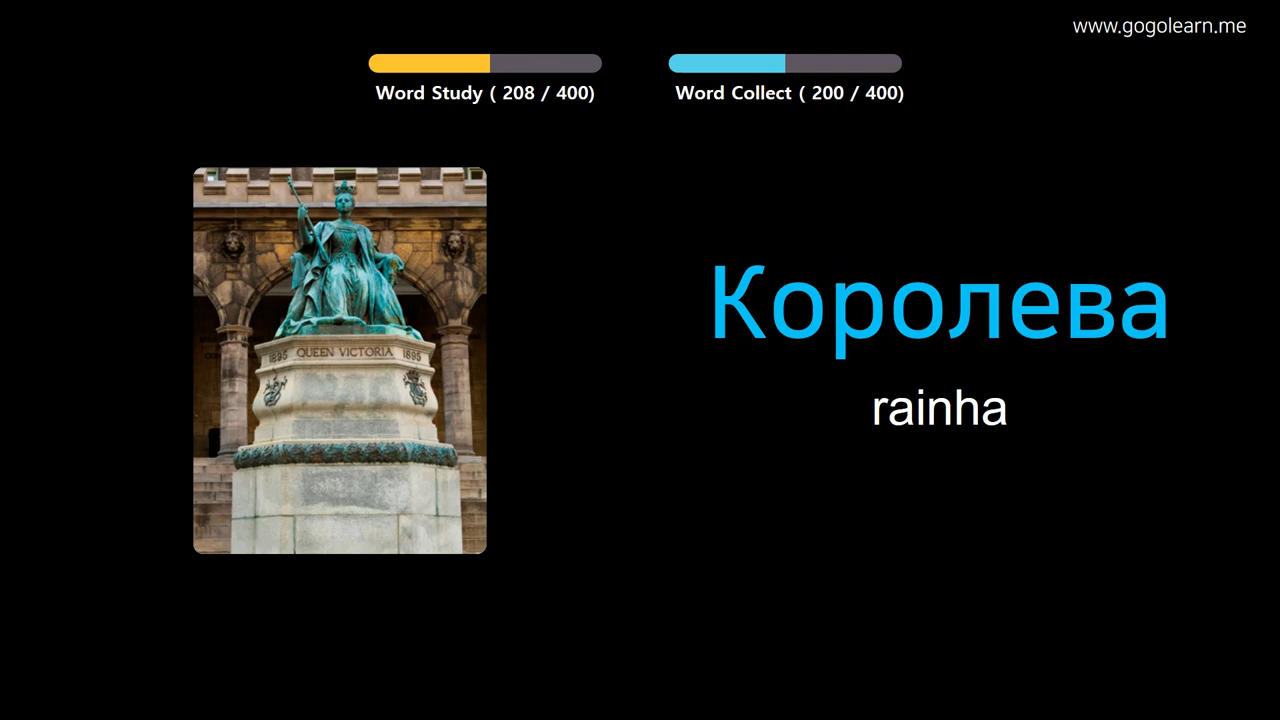 www.gogolearn.me
Word Study ( 208 / 400)
Word Collect ( 200 / 400)
1895 QUEEN VICTORIA 1895
Королева
rainha